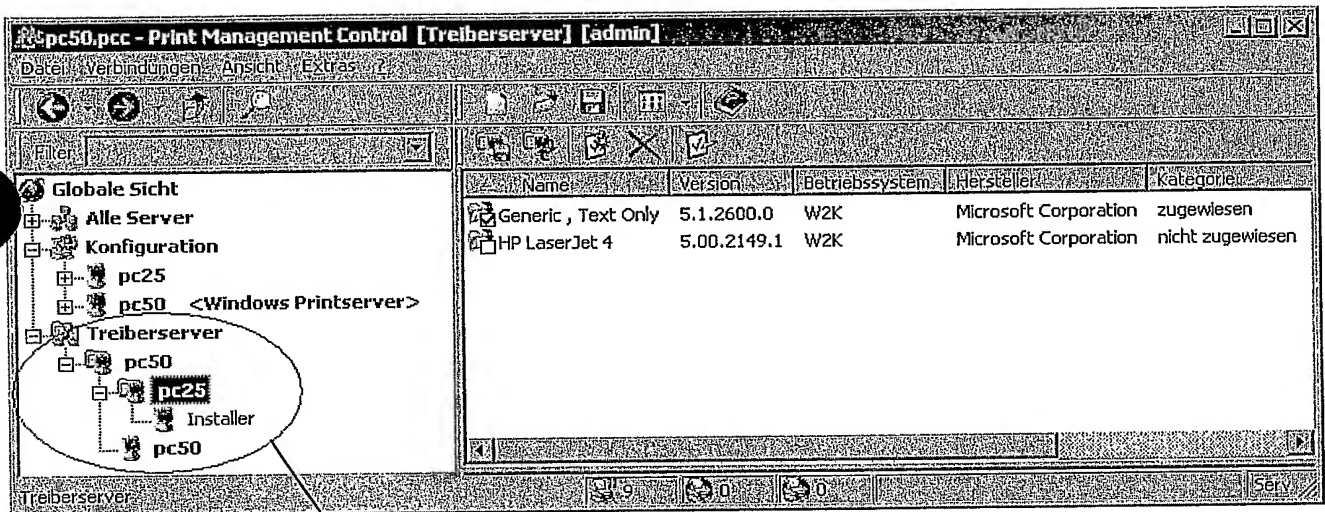 pc50.pcc - Print Management Control [Treiberserver] [admin]
Datei Verbindungen Ansicht Extras ?
Filter
Globale Sicht
Alle Server
Konfiguration
pc25
pc50 <Windows Printserver>
Treiberserver
pc50
pc25
Installer
pc50
Name Version Betriebssystem Hersteller Kategorie
Generic , Text Only 5.1.2600.0 W2K Microsoft Corporation zugewiesen
HP LaserJet 4 5.00.2149.1 W2K Microsoft Corporation nicht zugewiesen
Treiberserver 9 0 0 Serv